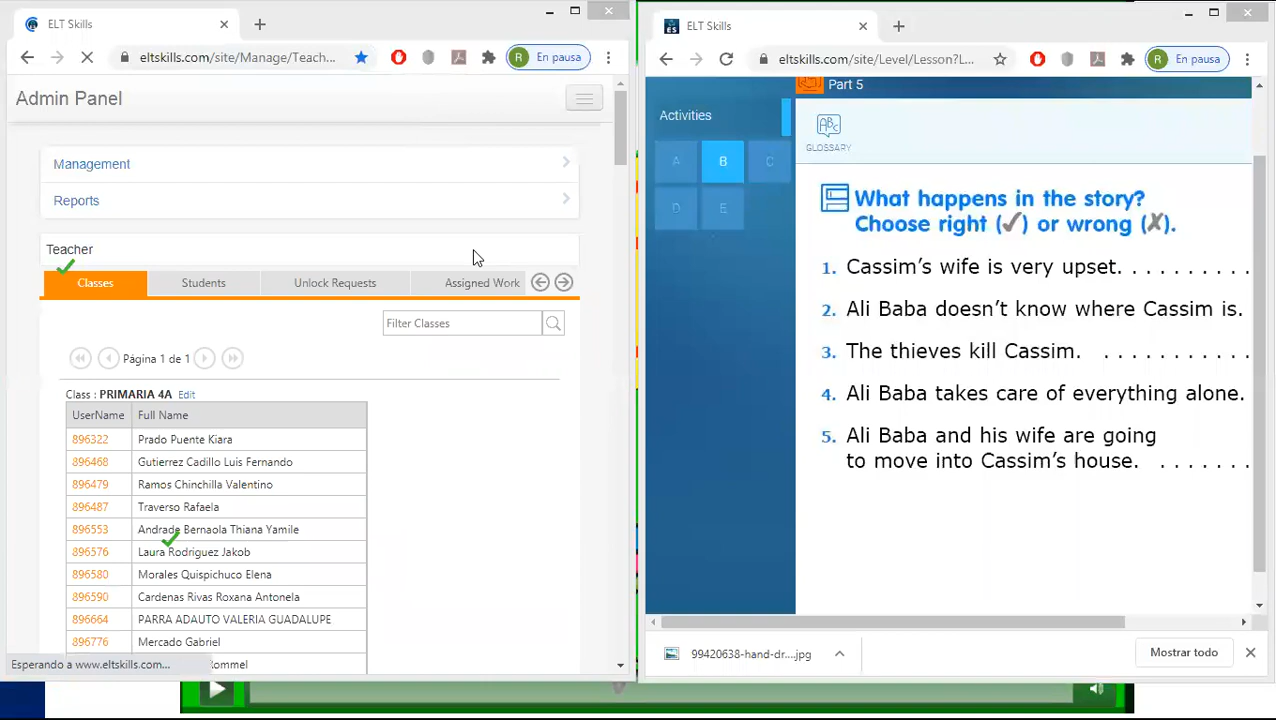 ELT Skills
eltskills.com/site/Manage/Teach...
En pausa
Admin Panel
Management
Reports
Teacher
Classes
Students
Unlock Requests
Assigned Work
Filter Classes
Página 1 de 1
Class : PRIMARIA 4A Edit
UserName Full Name
896322 Prado Puente Kiara
896468 Gutierrez Cadillo Luis Fernando
896479 Ramos Chinchilla Valentino
896487 Traverso Rafaela
896553 Andrade Bernaola Thiana Yamile
896576 Laura Rodriguez Jakob
896580 Morales Quispichuco Elena
896590 Cardenas Rivas Roxana Antonela
896664 PARRA ADAUTO VALERIA GUADALUPE
896776 Mercado Gabriel
Esperando a www.eltskills.com...
ELT Skills
eltskills.com/site/Level/Lesson?L...
En pausa
Part 5
Activities
A B C
D E
ABC
GLOSSARY
What happens in the story?
Choose right (✓) or wrong (✗).
1. Cassim's wife is very upset. . . . . . . . . .
2. Ali Baba doesn't know where Cassim is.
3. The thieves kill Cassim. . . . . . . . . . . .
4. Ali Baba takes care of everything alone.
5. Ali Baba and his wife are going
to move into Cassim's house. . . . . . . .
99420638-hand-dr....jpg
Mostrar todo